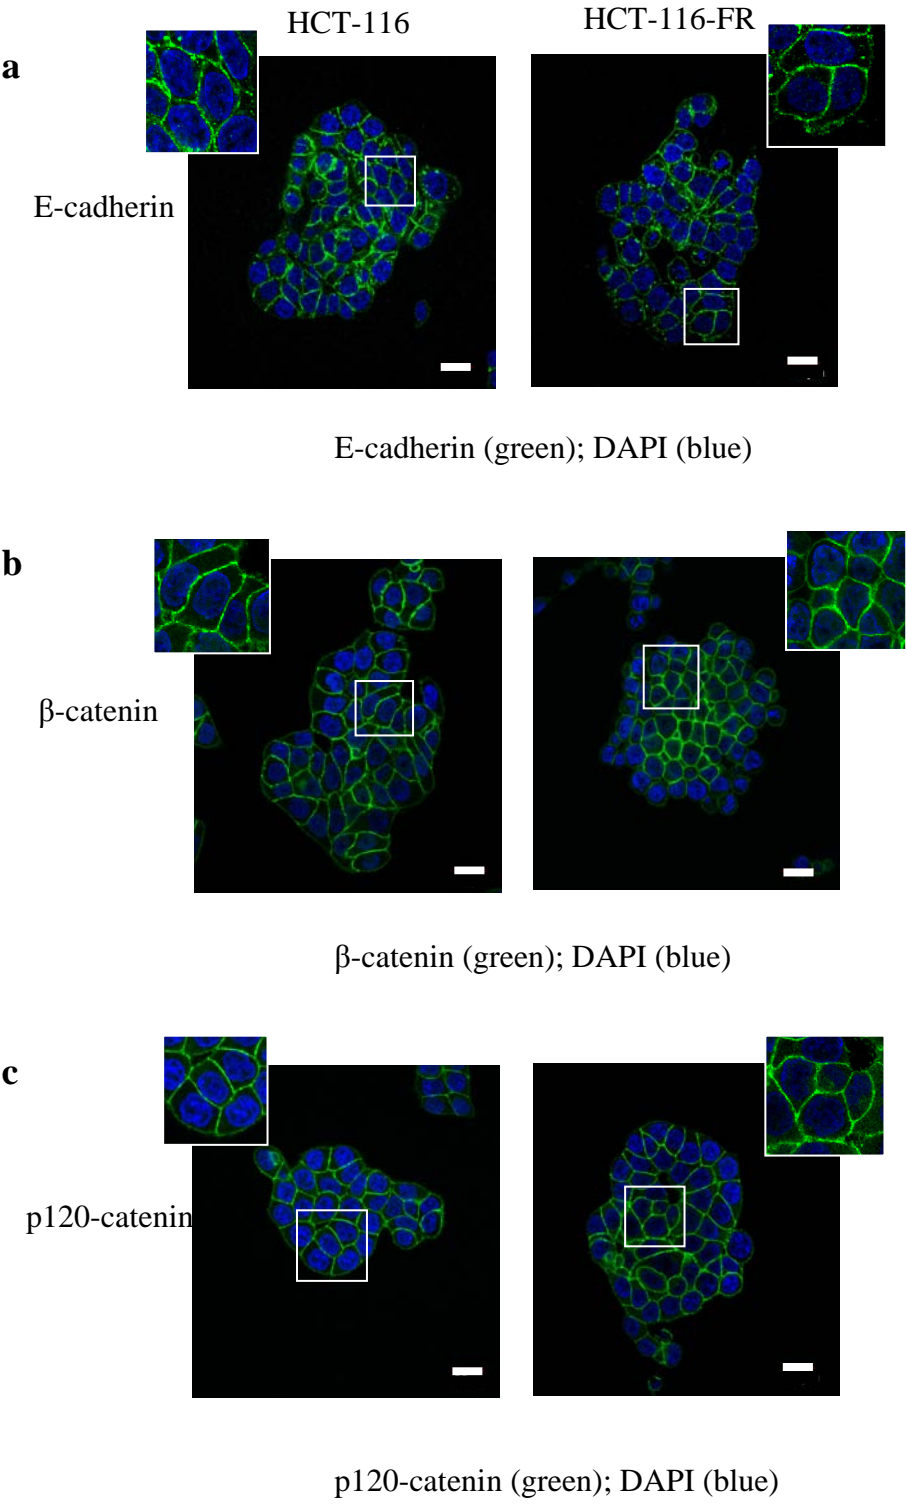 HCT-116 HCT-116-FR
a
E-cadherin
E-cadherin (green); DAPI (blue)
b
β-catenin
β-catenin (green); DAPI (blue)
c
p120-catenin
p120-catenin (green); DAPI (blue)